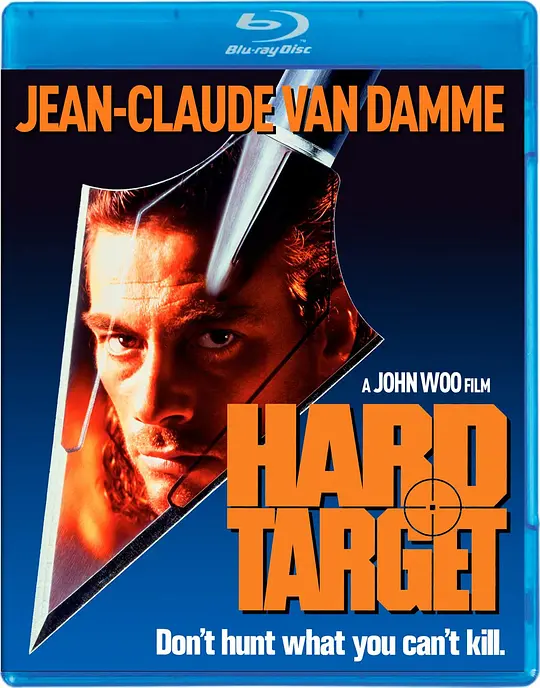 Blu-ray Disc
JEAN-CLAUDE VAN DAMME
A JOHN WOO FILM
HARD
TARGET
Don't hunt what you can't kill.